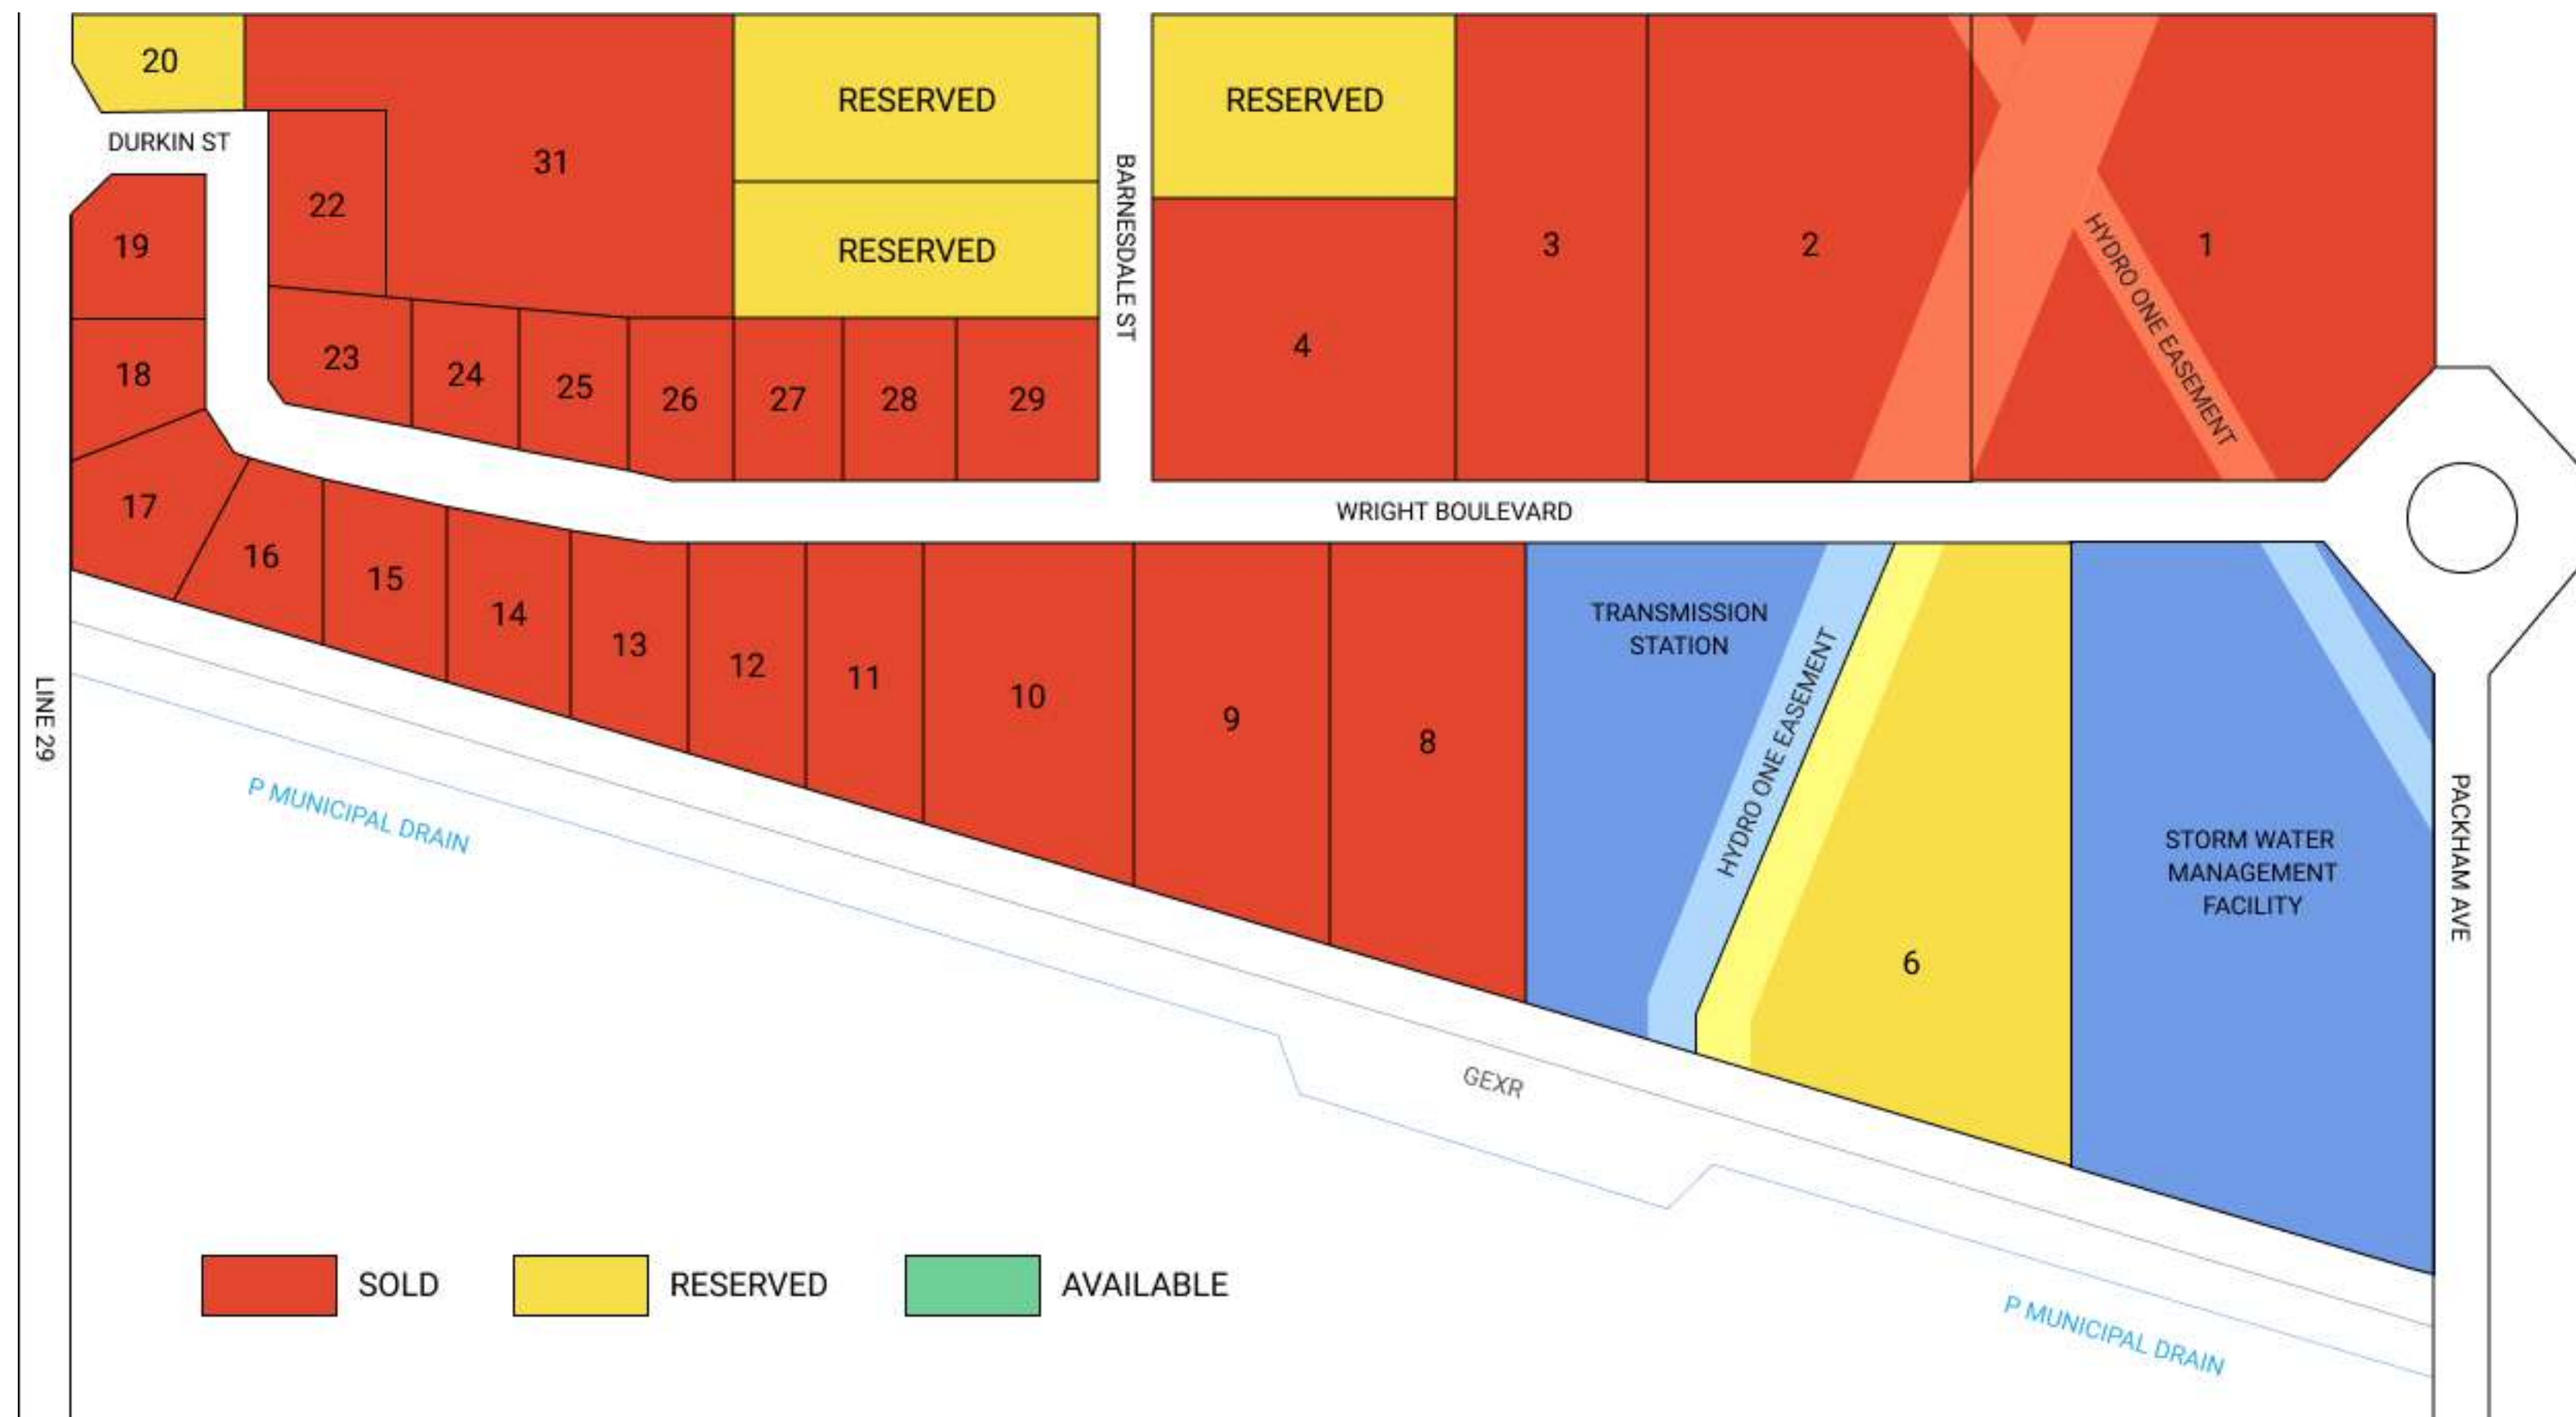 20
RESERVED
RESERVED
DURKIN ST
31
22
RESERVED
19
BARNESDALE ST
3
2
1
HYDRO ONE EASEMENT
4
18
23
24
25
26
27
28
29
17
WRIGHT BOULEVARD
16
15
14
13
12
11
10
9
8
TRANSMISSION
STATION
HYDRO ONE EASEMENT
LINE 29
P MUNICIPAL DRAIN
STORM WATER
MANAGEMENT
FACILITY
PACKHAM AVE
6
GEXR
SOLD
RESERVED
AVAILABLE
P MUNICIPAL DRAIN